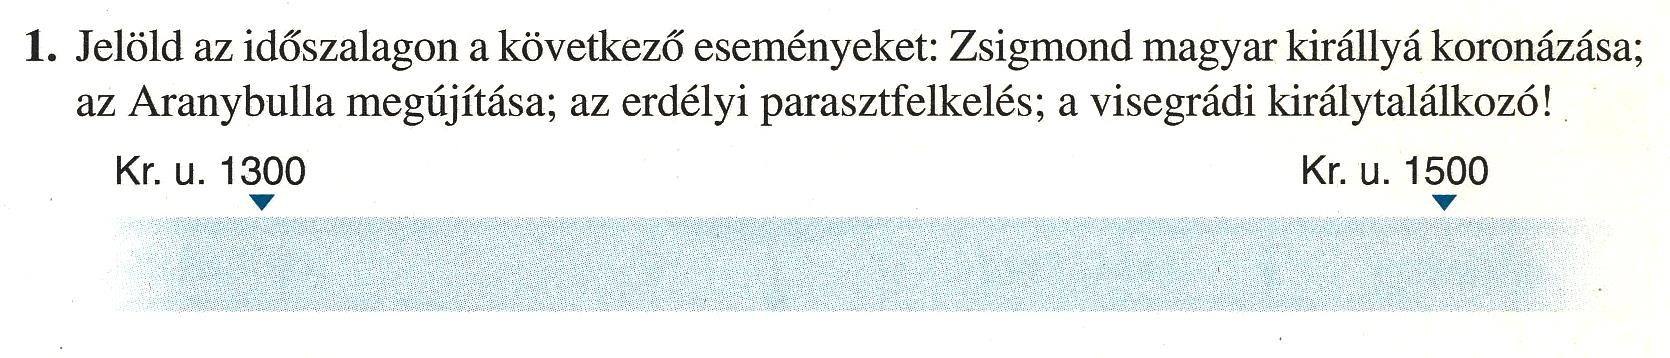 1. Jelöld az időszalagon a következő eseményeket: Zsigmond magyar királlyá koronázása;
az Aranybulla megújítása; az erdélyi parasztfelkelés; a visegrádi királytalálkozó!
Kr. u. 1300 Kr. u. 1500